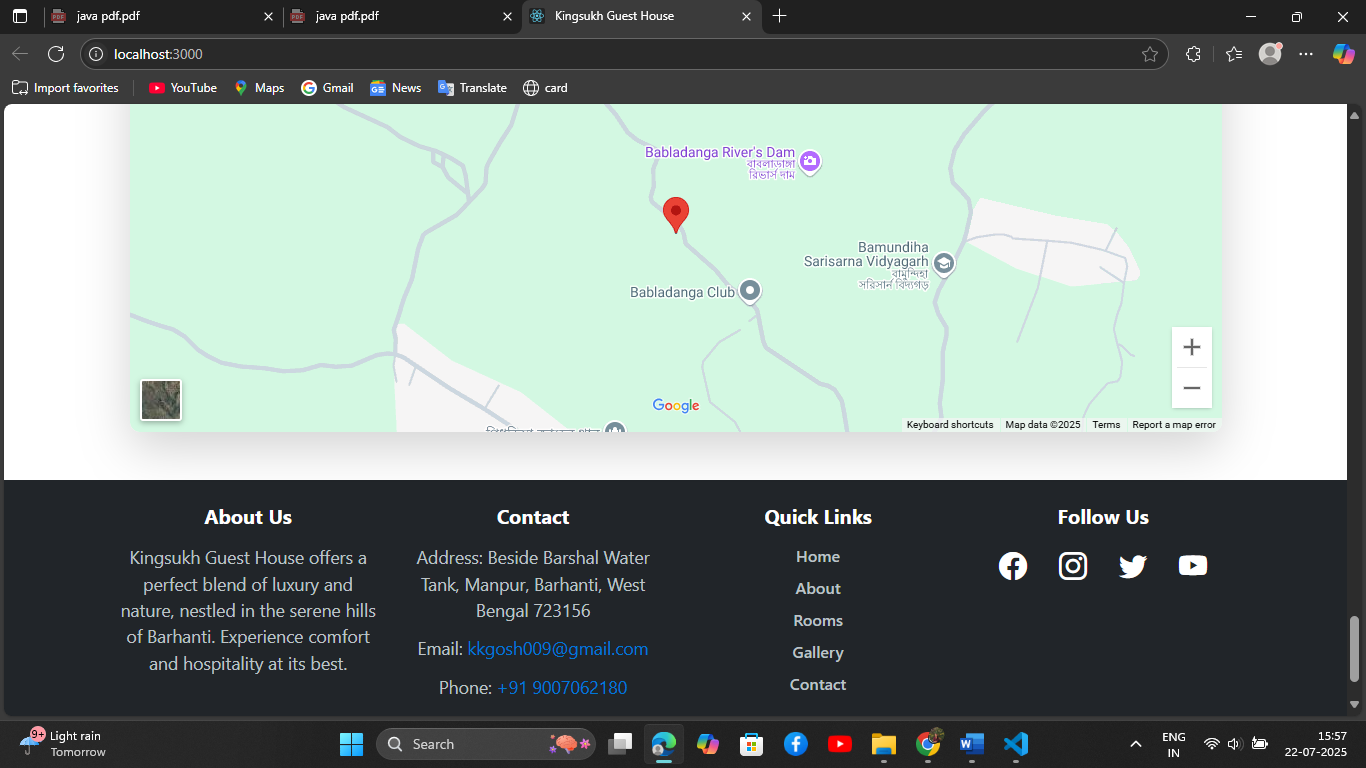 java pdf.pdf
java pdf.pdf
Kingsukh Guest House
localhost:3000
Import favorites
YouTube
Maps
Gmail
News
Translate
card
Babladanga River's Dam
বাবলাডাঙ্গা
রিভার্স দাম
Bamundiha
Sarisarna Vidyagarh
বামুন্দিহা
সরিসার্ন বিদ্যাগড়
Babladanga Club
Google
Keyboard shortcuts
Map data ©2025
Terms
Report a map error
About Us
Kingsukh Guest House offers a
perfect blend of luxury and
nature, nestled in the serene hills
of Barhanti. Experience comfort
and hospitality at its best.
Contact
Address: Beside Barshal Water
Tank, Manpur, Barhanti, West
Bengal 723156
Email: kkgosh009@gmail.com
Phone: +91 9007062180
Quick Links
Home
About
Rooms
Gallery
Contact
Follow Us
9+
Light rain
Tomorrow
Search
ENG
IN
15:57
22-07-2025